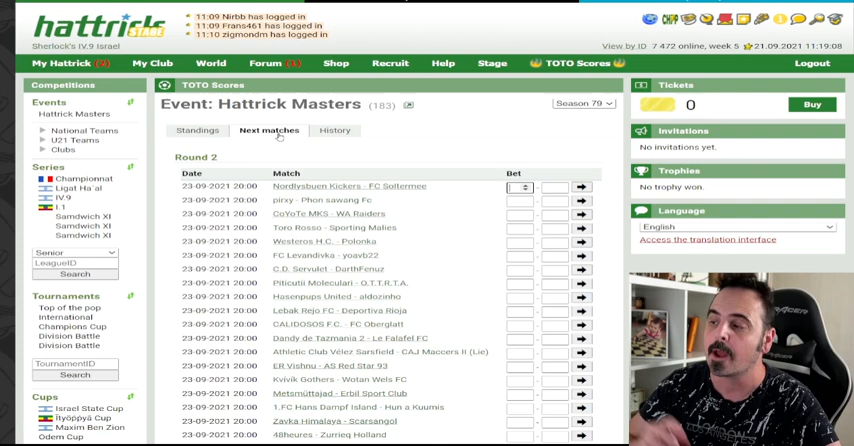 hattrick
STAGE
Sherlock's IV.9 Israel
11:09 Nirbb has logged in
11:09 Frans461 has logged in
11:10 zigmondm has logged in
CHPP
View by ID 7 472 online, week 5 21.09.2021 11:19:08
My Hattrick (2) My Club World Forum (1) Shop Recruit Help Stage TOTO Scores Logout
Competitions
Events
Hattrick Masters
National Teams
U21 Teams
Clubs
Series
Championnat
Ligat Ha`al
IV.9
I.1
Samdwich XI
Samdwich XI
Samdwich XI
Senior
LeagueID
Search
Tournaments
Top of the pop
International
Champions Cup
Division Battle
Division Battle
TournamentID
Search
Cups
Israel State Cup
Ityöppya Cup
Maxim Ben Zion
Odem Cup
TOTO Scores
Event: Hattrick Masters (183)
Season 79
Standings Next matches History
Round 2
Date Match Bet
23-09-2021 20:00 Nordlysbuen Kickers - FC Soltermee -
23-09-2021 20:00 pirxy - Phon sawang Fc -
23-09-2021 20:00 CoYoTe MKS - WA Raiders -
23-09-2021 20:00 Toro Rosso - Sporting Malies -
23-09-2021 20:00 Westeros H.C. - Polonka -
23-09-2021 20:00 FC Levandivka - yoavb22 -
23-09-2021 20:00 C.D. Servulet - DarthFenuz -
23-09-2021 20:00 Piticutii Moleculari - O.T.T.R.T.A. -
23-09-2021 20:00 Hasenpups United - aldozinho -
23-09-2021 20:00 Lebak Rejo FC - Deportiva Rioja -
23-09-2021 20:00 CALIDOSOS F.C. - FC Oberglatt -
23-09-2021 20:00 Dandy de Tazmania 2 - Le Falafel FC -
23-09-2021 20:00 Athletic Club Vélez Sarsfield - CAJ Maccers II (Lie) -
23-09-2021 20:00 ER Vishnu - AS Red Star 93 -
23-09-2021 20:00 Kvivik Gothers - Wotan Wels FC -
23-09-2021 20:00 Metsmüttajad - Erbil Sport Club -
23-09-2021 20:00 1.FC Hans Dampf Island - Hun a Kuumis -
23-09-2021 20:00 Zavka Himalaya - Scarsangol -
23-09-2021 20:00 48heures - Zurrieq Holland -
Tickets
0 Buy
Invitations
No invitations yet.
Trophies
No trophy won.
Language
English
Access the translation interface